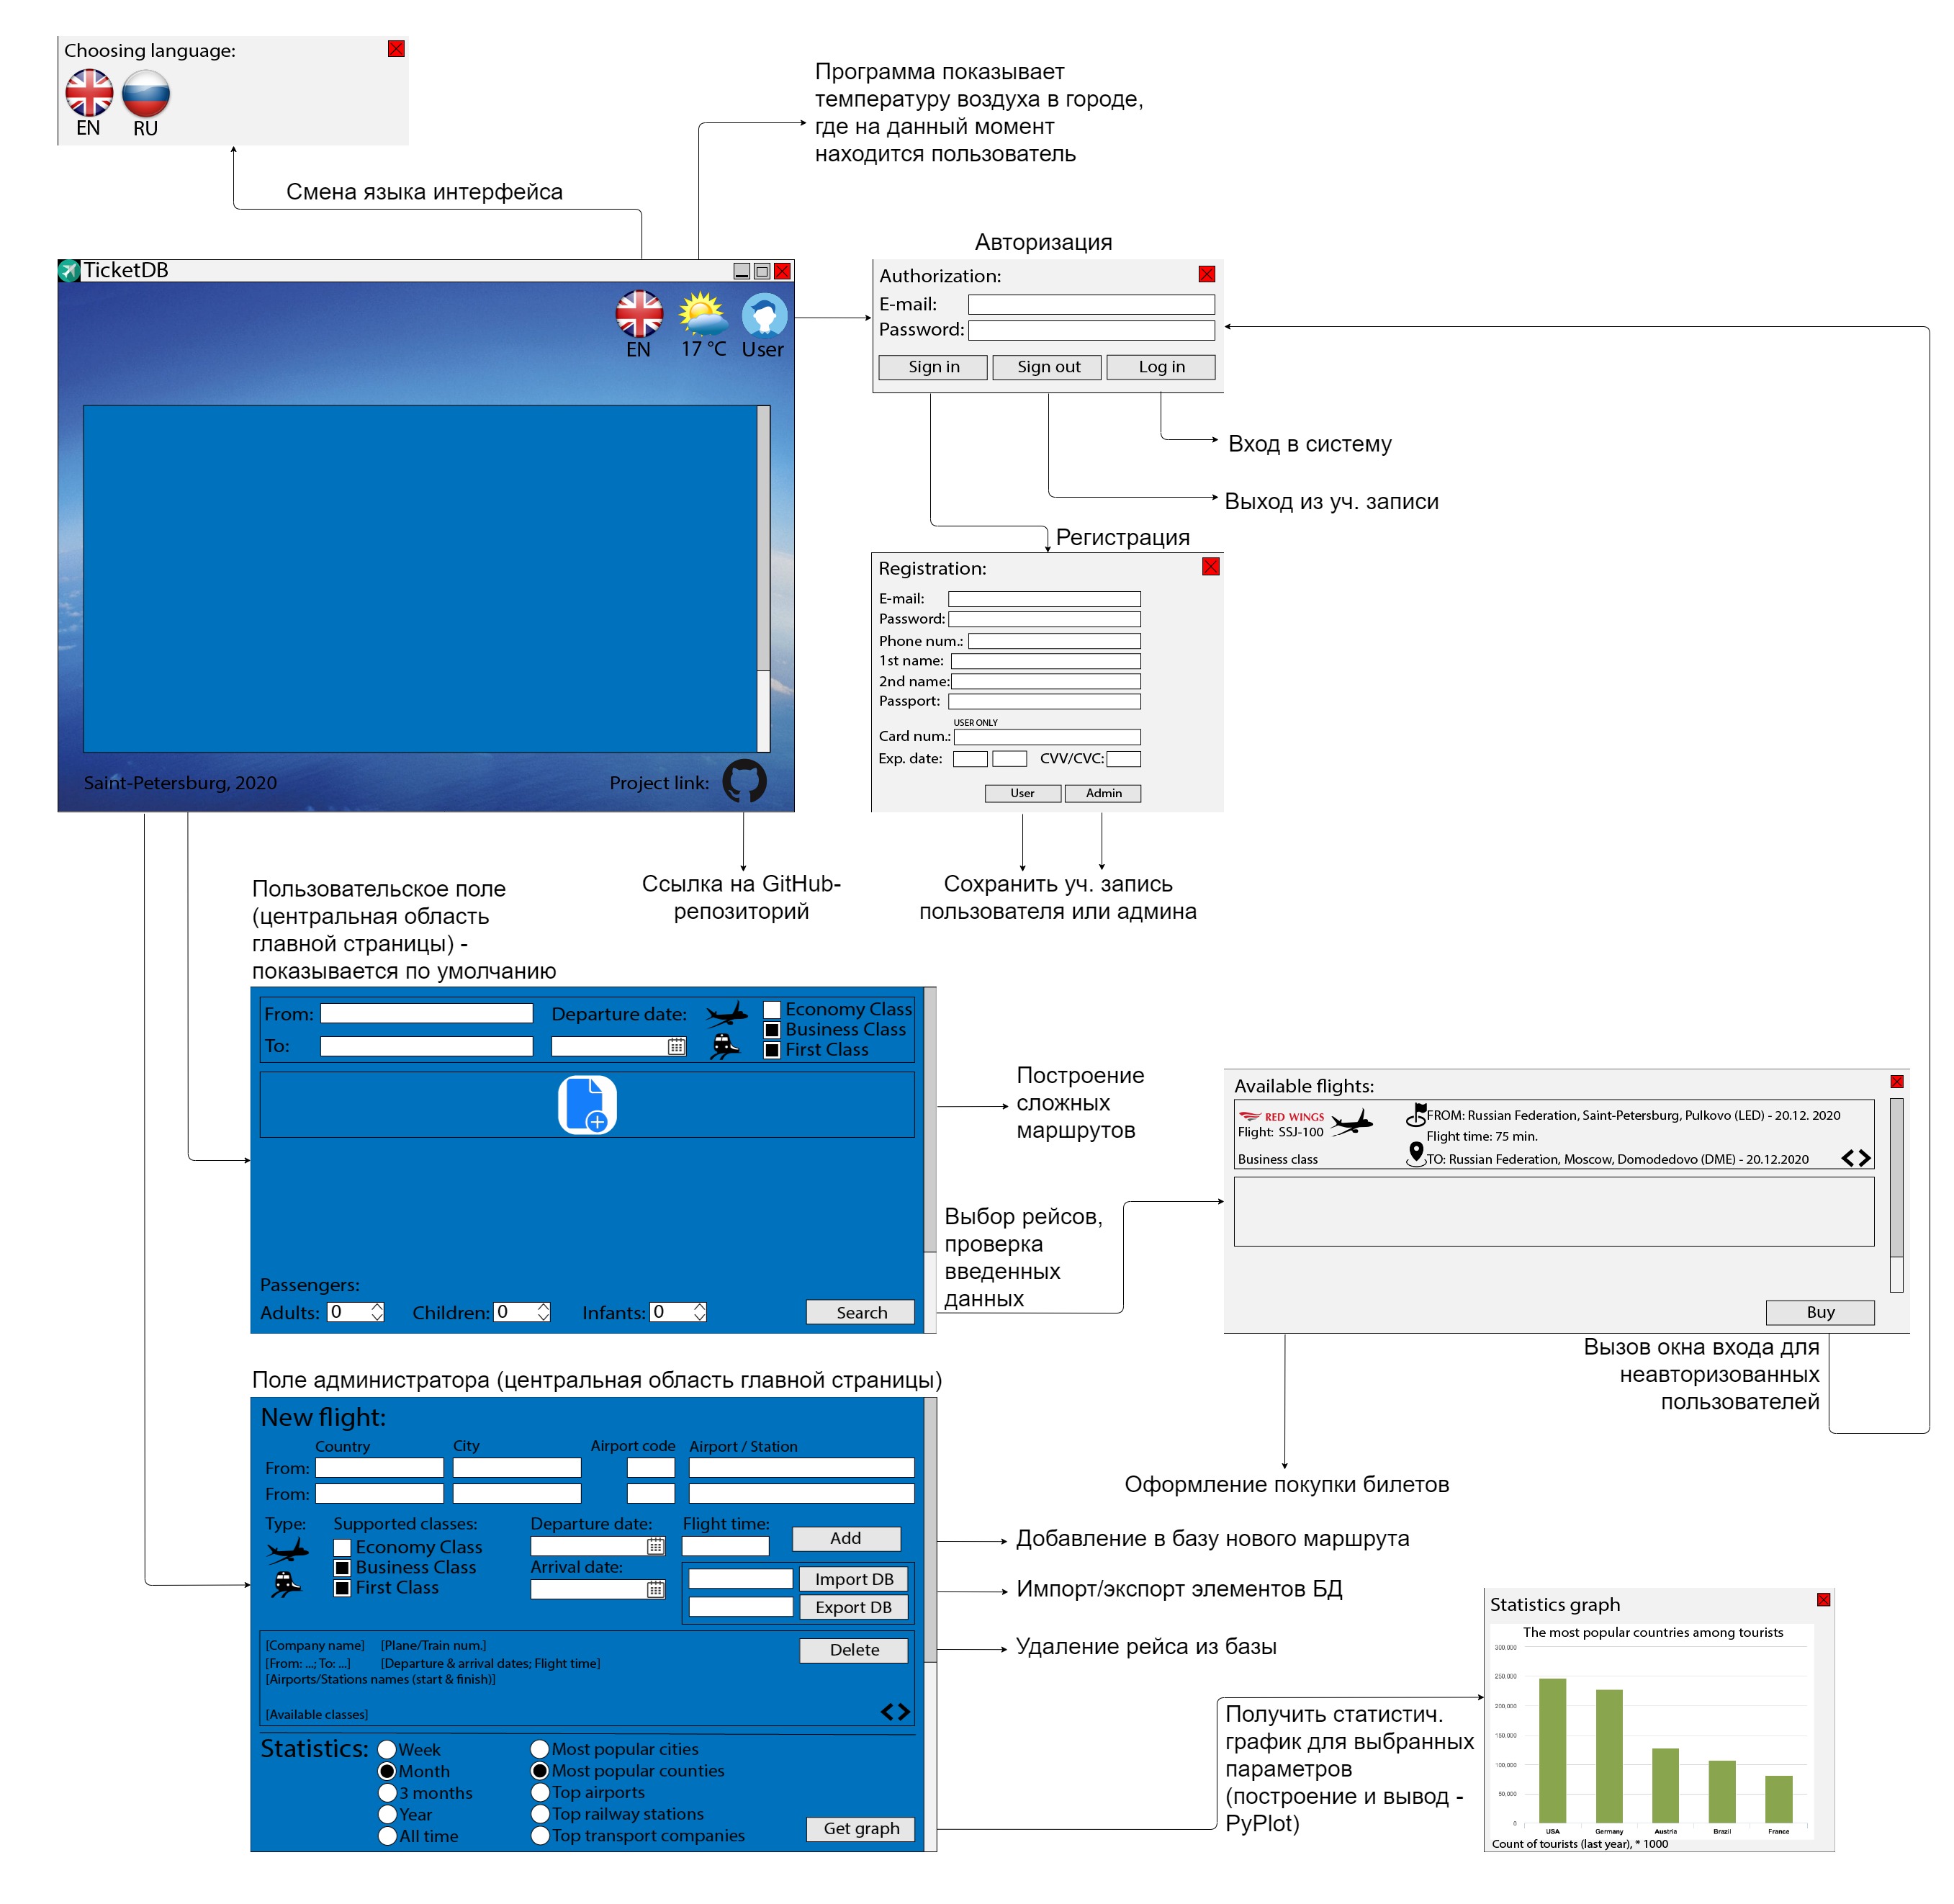 Choosing language:
EN
RU
Программа показывает
температуру воздуха в городе,
где на данный момент
находится пользователь
Смена языка интерфейса
TicketDB
EN
17 °C
User
Saint-Petersburg, 2020
Project link:
Авторизация
Authorization:
E-mail:
Password:
Sign in
Sign out
Log in
Вход в систему
Выход из уч. записи
Регистрация
Registration:
E-mail:
Password:
Phone num.:
1st name:
2nd name:
Passport:
USER ONLY
Card num.:
Exp. date:
CVV/CVC:
User
Admin
Ссылка на GitHub-
репозиторий
Сохранить уч. запись
пользователя или админа
Пользовательское поле
(центральная область
главной страницы) -
показывается по умолчанию
From:
To:
Departure date:
Economy Class
Business Class
First Class
Passengers:
Adults: 0
Children: 0
Infants: 0
Search
Построение
сложных
маршрутов
Выбор рейсов,
проверка
введенных
данных
Available flights:
RED WINGS
Flight: SSJ-100
Business class
FROM: Russian Federation, Saint-Petersburg, Pulkovo (LED) - 20.12. 2020
Flight time: 75 min.
TO: Russian Federation, Moscow, Domodedovo (DME) - 20.12.2020
Buy
Вызов окна входа для
неавторизованных
пользователей
Оформление покупки билетов
Поле администратора (центральная область главной страницы)
New flight:
Country
City
Airport code
Airport / Station
From:
From:
Type:
Supported classes:
Economy Class
Business Class
First Class
Departure date:
Arrival date:
Flight time:
Add
Import DB
Export DB
[Company name]
[Plane/Train num.]
[From: ...; To: ...]
[Departure & arrival dates; Flight time]
[Airports/Stations names (start & finish)]
[Available classes]
Delete
Statistics:
Week
Month
3 months
Year
All time
Most popular cities
Most popular counties
Top airports
Top railway stations
Top transport companies
Get graph
Добавление в базу нового маршрута
Импорт/экспорт элементов БД
Удаление рейса из базы
Получить статистич.
график для выбранных
параметров
(построение и вывод -
PyPlot)
Statistics graph
The most popular countries among tourists
300.000
250.000
200.000
150.000
100.000
50.000
0
USA
Germany
Austria
Brazil
France
Count of tourists (last year), * 1000